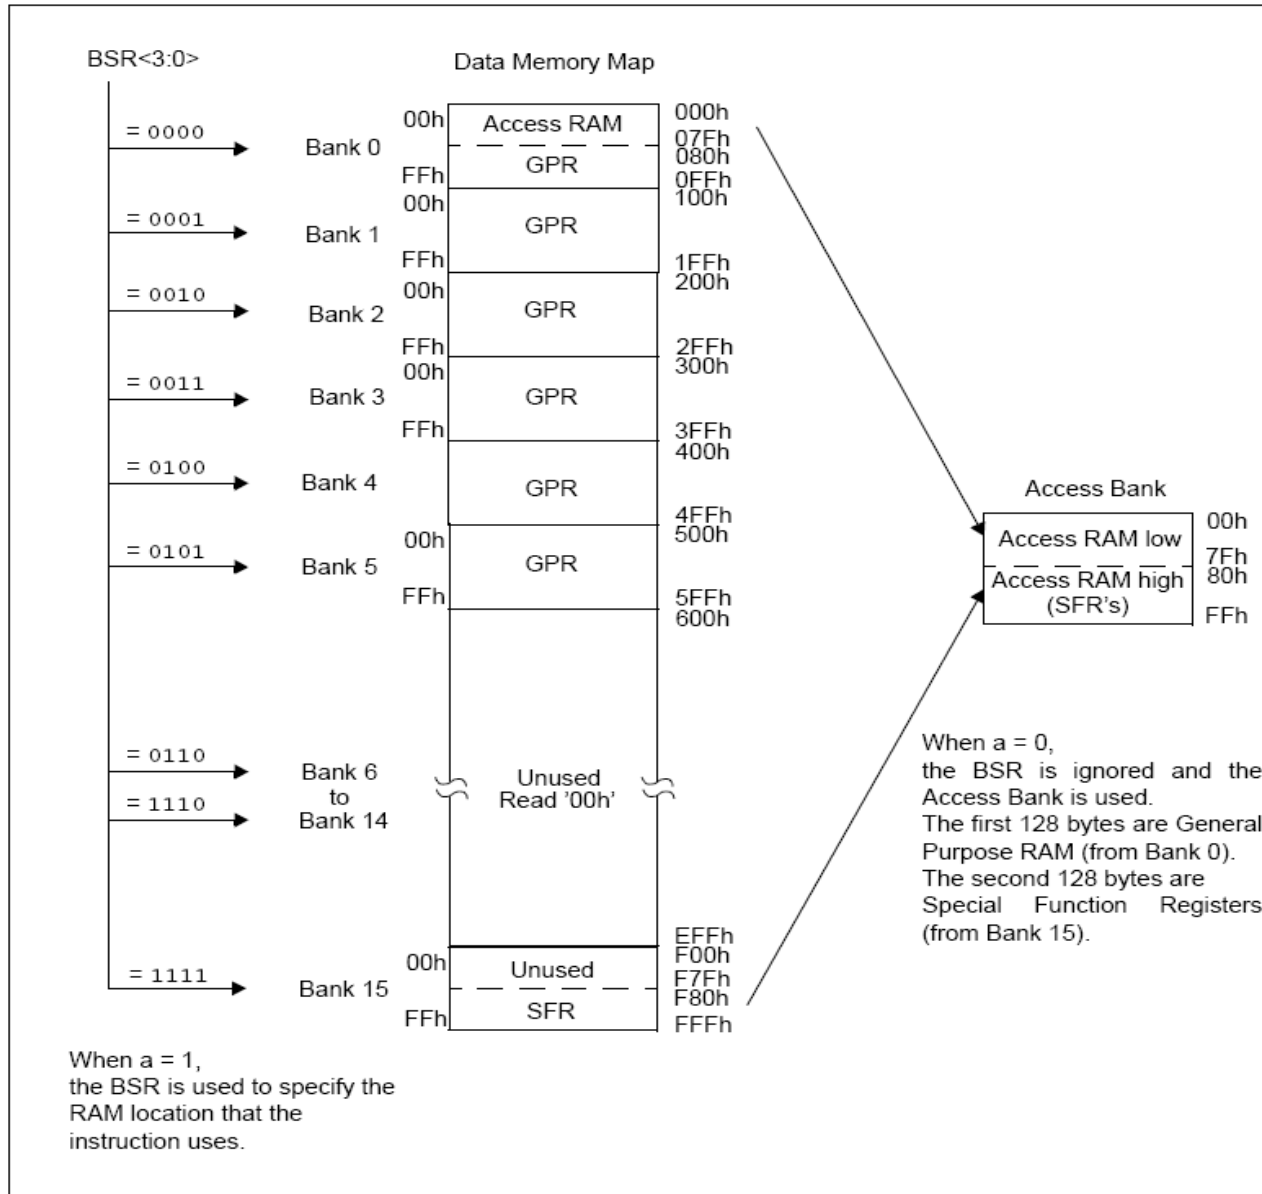 BSR<3:0>
Data Memory Map
= 0000
Bank 0
00h
Access RAM
000h
07Fh
080h
GPR
FFh
0FFh
= 0001
Bank 1
00h
100h
GPR
FFh
1FFh
= 0010
Bank 2
00h
200h
GPR
FFh
2FFh
= 0011
Bank 3
00h
300h
GPR
FFh
3FFh
= 0100
Bank 4
400h
GPR
4FFh
= 0101
Bank 5
00h
500h
GPR
FFh
5FFh
600h
= 0110
Bank 6
to
= 1110
Bank 14
Unused
Read '00h'
EFFh
= 1111
Bank 15
00h
F00h
Unused
F7Fh
F80h
SFR
FFh
FFFh
When a = 1,
the BSR is used to specify the
RAM location that the
instruction uses.
Access Bank
Access RAM low
00h
7Fh
80h
Access RAM high
(SFR's)
FFh
When a = 0,
the BSR is ignored and the
Access Bank is used.
The first 128 bytes are General
Purpose RAM (from Bank 0).
The second 128 bytes are
Special Function Registers
(from Bank 15).